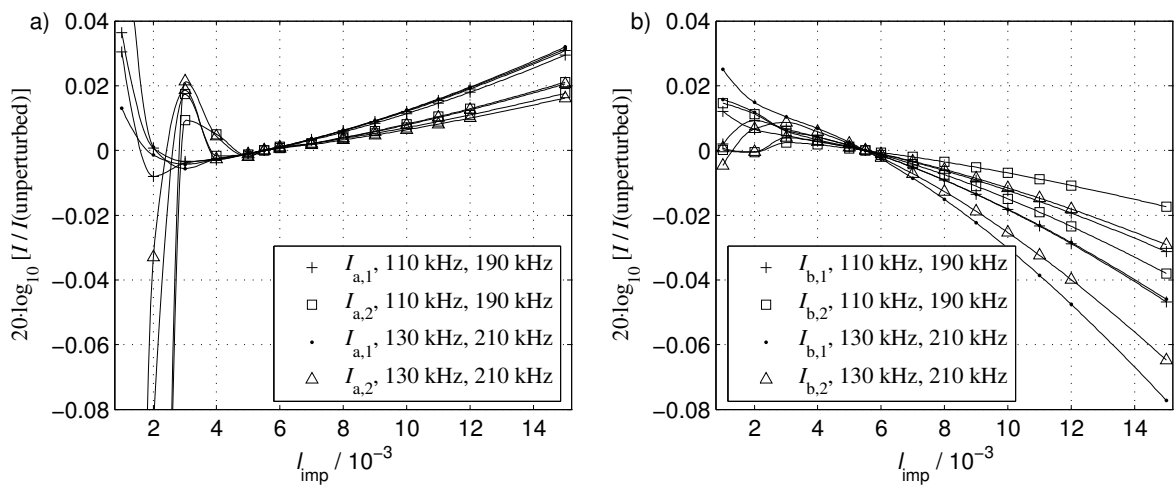 a)
20·log10 [I / I(unperturbed)]
0.04
0.02
0
−0.02
−0.04
−0.06
−0.08
Ia,1, 110 kHz, 190 kHz
Ia,2, 110 kHz, 190 kHz
Ia,1, 130 kHz, 210 kHz
Ia,2, 130 kHz, 210 kHz
2 4 6 8 10 12 14
limp / 10−3
b)
20·log10 [I / I(unperturbed)]
0.04
0.02
0
−0.02
−0.04
−0.06
−0.08
Ib,1, 110 kHz, 190 kHz
Ib,2, 110 kHz, 190 kHz
Ib,1, 130 kHz, 210 kHz
Ib,2, 130 kHz, 210 kHz
2 4 6 8 10 12 14
limp / 10−3